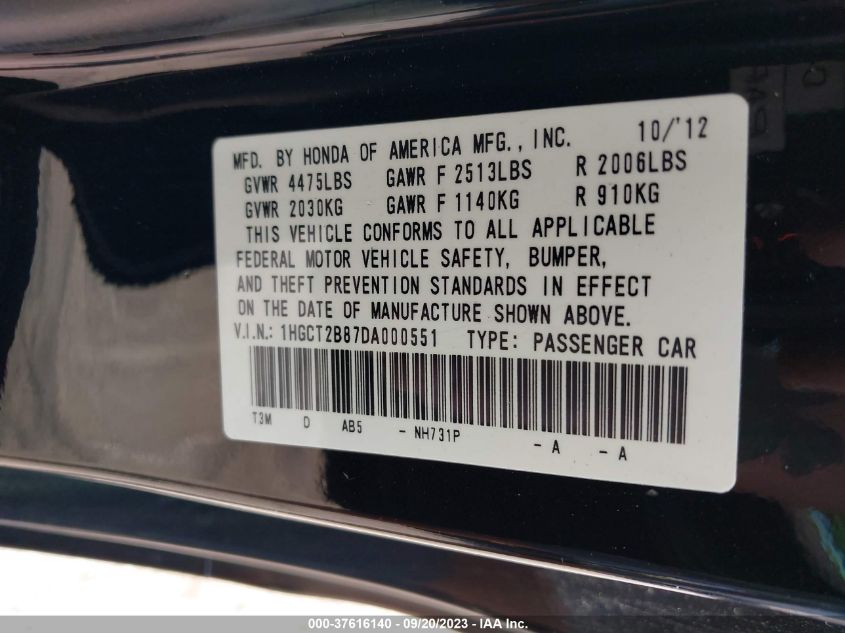 MFD. BY HONDA OF AMERICA MFG., INC. 10/'12
GVWR 4475LBS GAWR F 2513LBS R 2006LBS
GVWR 2030KG GAWR F 1140KG R 910KG
THIS VEHICLE CONFORMS TO ALL APPLICABLE
FEDERAL MOTOR VEHICLE SAFETY, BUMPER,
AND THEFT PREVENTION STANDARDS IN EFFECT
ON THE DATE OF MANUFACTURE SHOWN ABOVE.
V.I.N.: 1HGCT2B87DA000551 TYPE: PASSENGER CAR
T3M D AB5 - NH731P - A - A
000-37616140 - 09/20/2023 - IAA Inc.